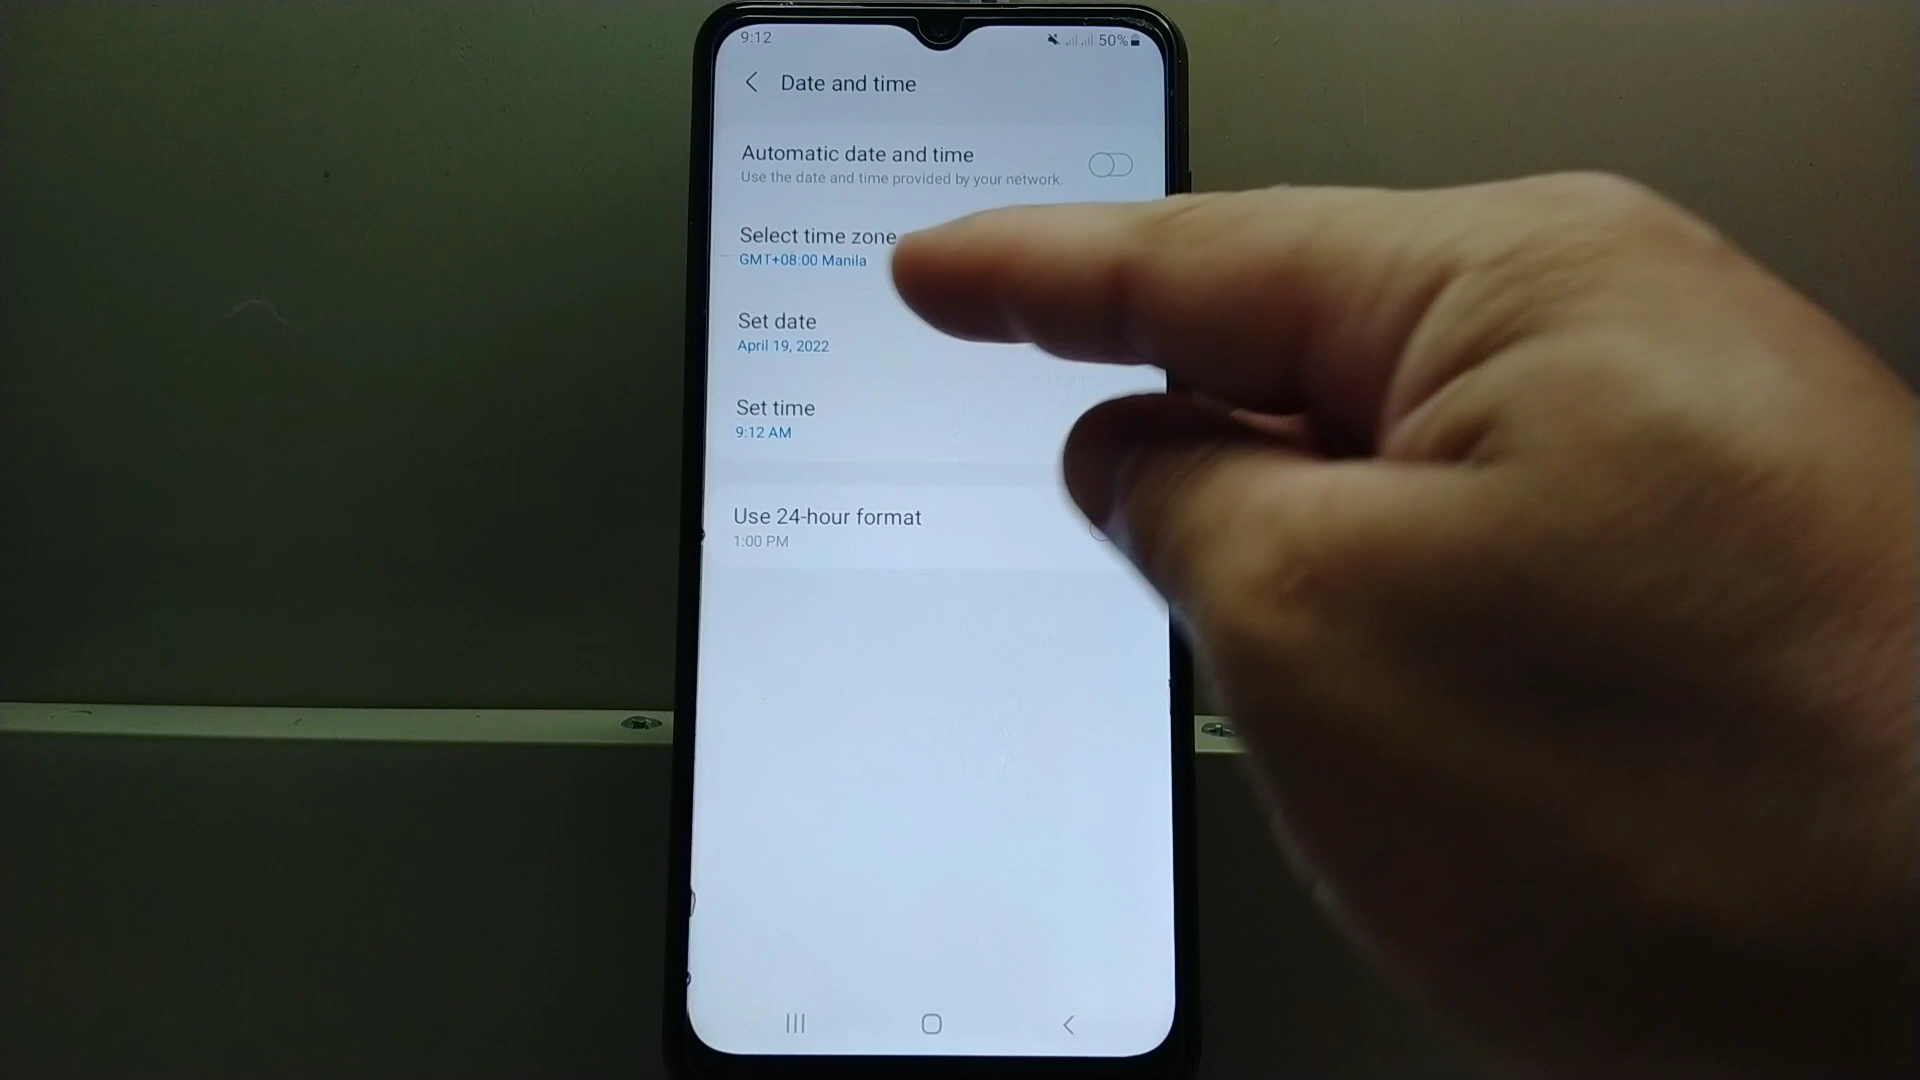 9:12
50%
Date and time
Automatic date and time
Use the date and time provided by your network.
Select time zone
GMT+08:00 Manila
Set date
April 19, 2022
Set time
9:12 AM
Use 24-hour format
1:00 PM